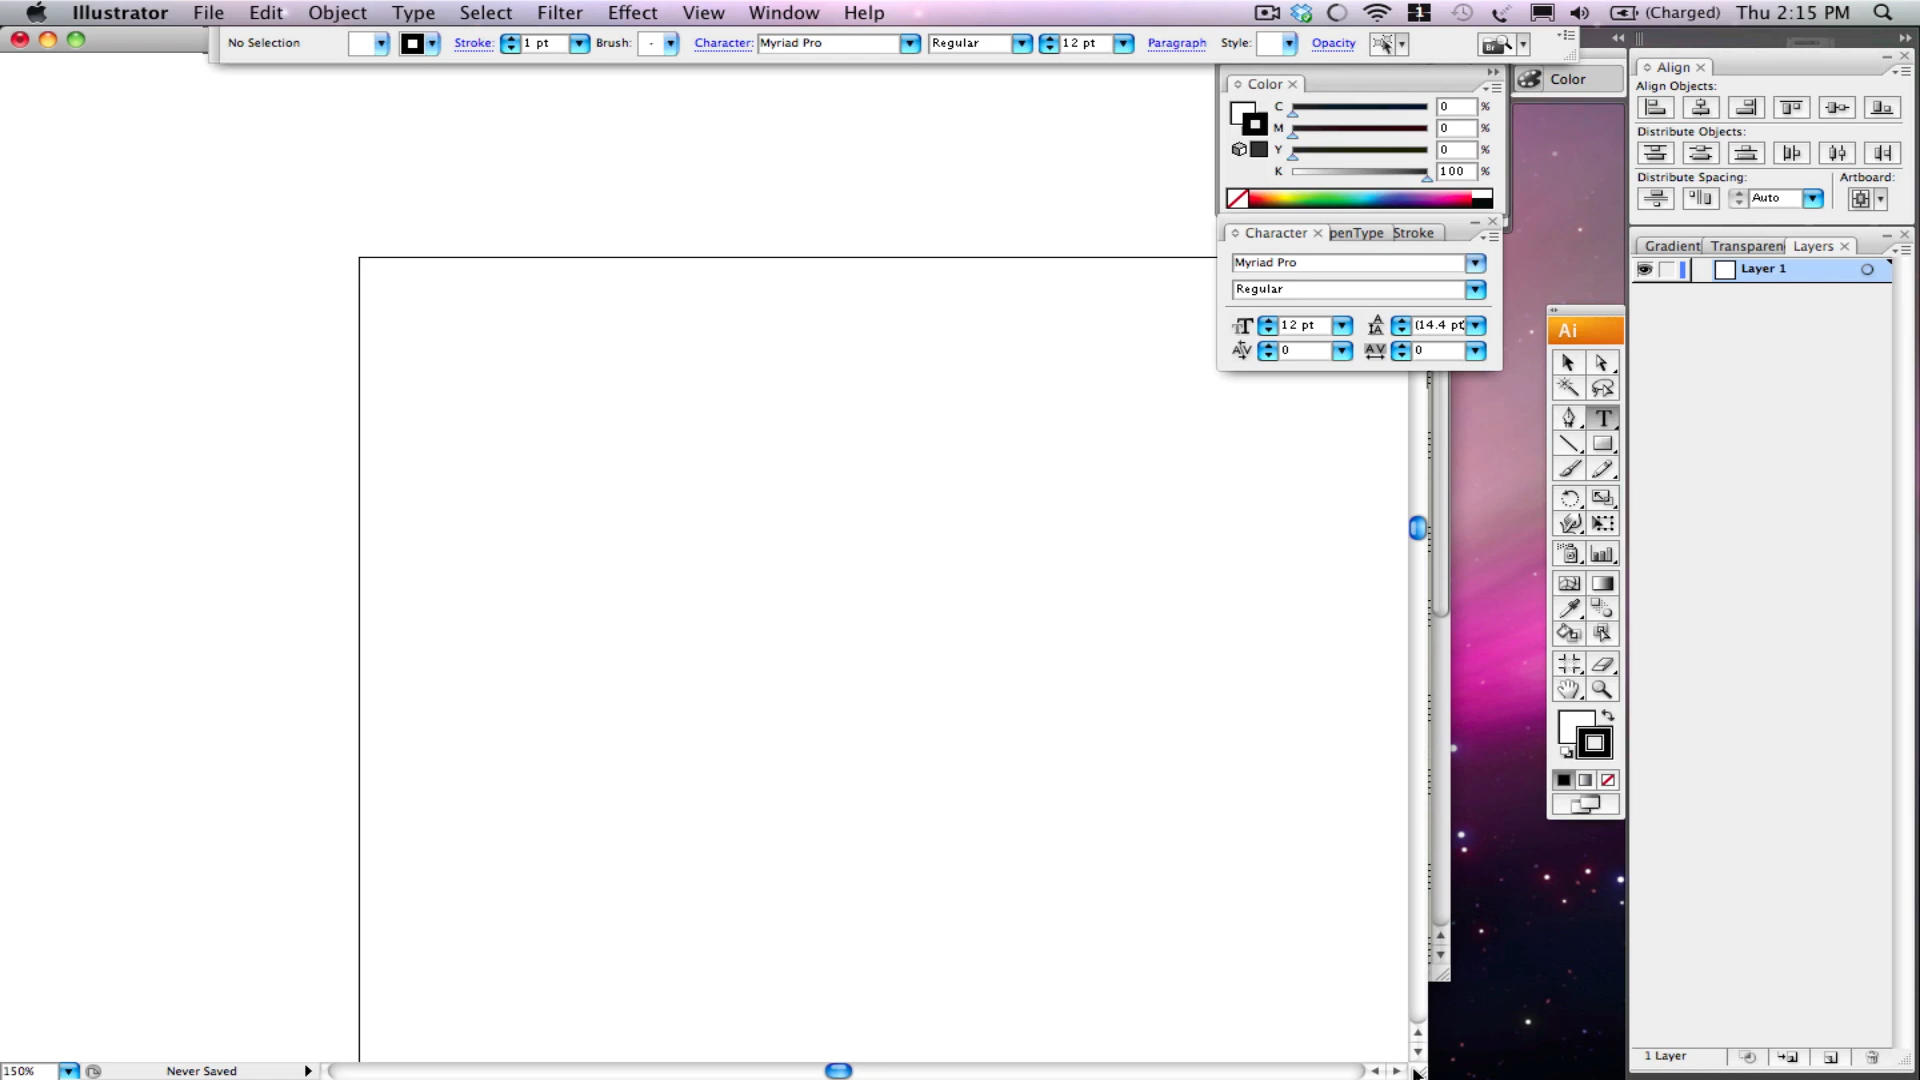 Illustrator File Edit Object Type Select Filter Effect View Window Help 1 (Charged) Thu 2:15 PM
No Selection Stroke: 1 pt Brush: Character: Myriad Pro Regular 12 pt Paragraph Style: Opacity Br
Color
Align
Align Objects:
Distribute Objects:
Distribute Spacing: Artboard:
Auto
Color
C 0 %
M 0 %
Y 0 %
K 100 %
Character penType Stroke
Myriad Pro
Regular
12 pt (14.4 pt
0 0
Gradient Transparen Layers
Layer 1
Ai
T
1 Layer
150% Never Saved